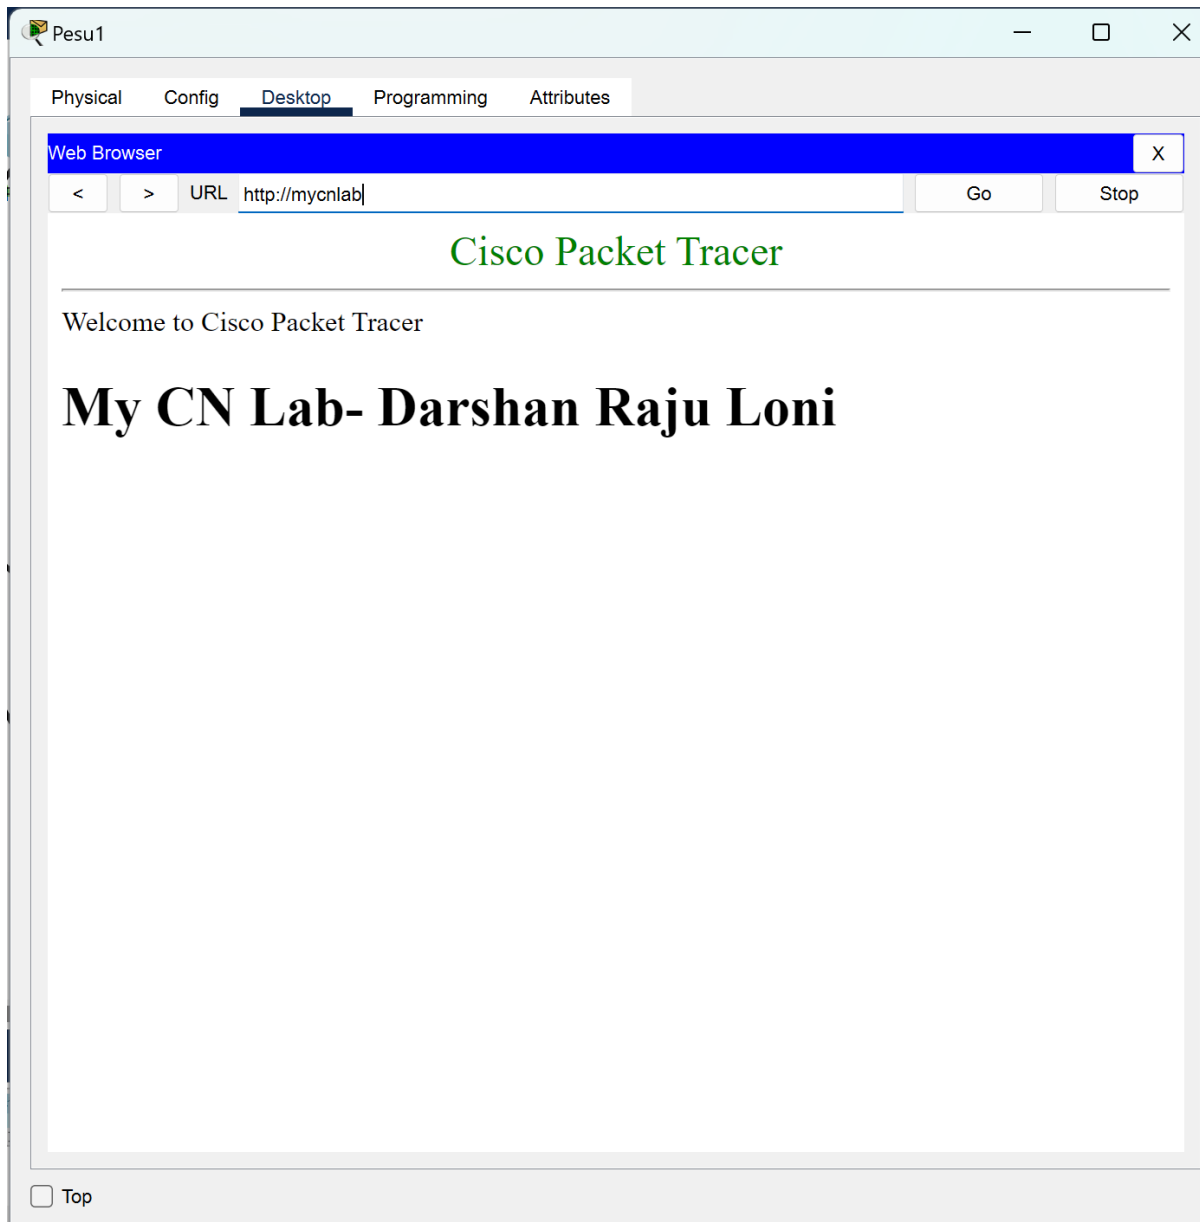 Pesu1
Physical Config Desktop Programming Attributes
Web Browser X
< > URL http://mycnlab Go Stop
Cisco Packet Tracer
Welcome to Cisco Packet Tracer
My CN Lab- Darshan Raju Loni
Top